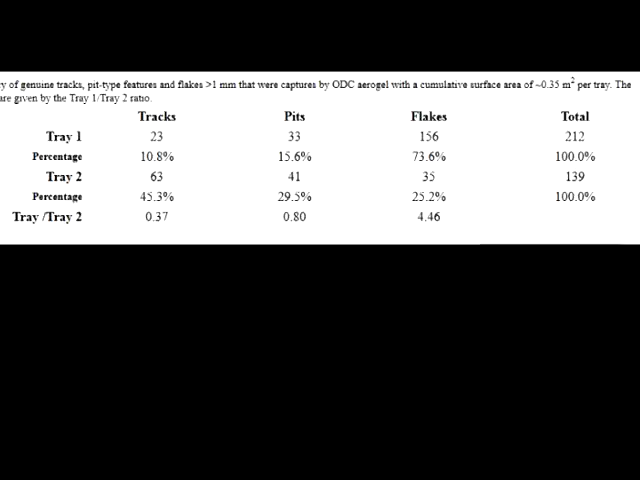 y of genuine tracks, pit-type features and flakes >1 mm that were captures by ODC aerogel with a cumulative surface area of ~0.35 m² per tray. The
are given by the Tray 1/Tray 2 ratio.
Tracks Pits Flakes Total
Tray 1 23 33 156 212
Percentage 10.8% 15.6% 73.6% 100.0%
Tray 2 63 41 35 139
Percentage 45.3% 29.5% 25.2% 100.0%
Tray /Tray 2 0.37 0.80 4.46